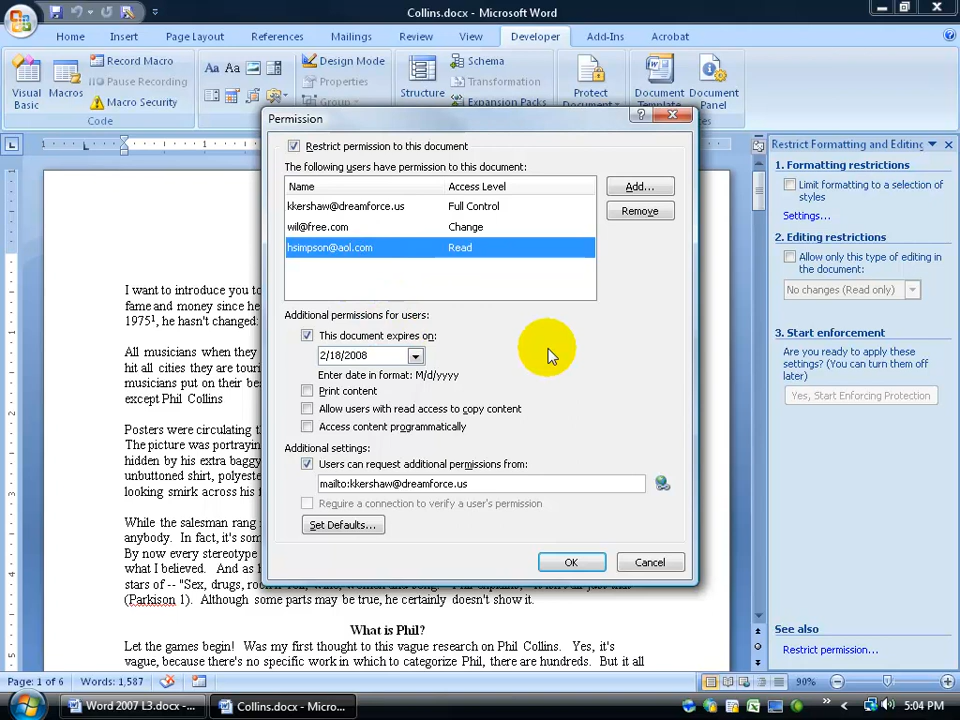 Collins.docx - Microsoft Word
Home Insert Page Layout References Mailings Review View Developer Add-Ins Acrobat
Visual Basic
Macros
Record Macro
Pause Recording
Macro Security
Code
Aa Aa
Design Mode
Properties
Group
Structure
Schema
Transformation
Expansion Packs
Protect
Document
Document
Template
Document
Panel
Permission
Restrict permission to this document
The following users have permission to this document:
Name Access Level
kkershaw@dreamforce.us Full Control
wil@free.com Change
hsimpson@aol.com Read
Add...
Remove
Additional permissions for users:
This document expires on:
2/18/2008
Enter date in format: M/d/yyyy
Print content
Allow users with read access to copy content
Access content programmatically
Additional settings:
Users can request additional permissions from:
mailto:kkershaw@dreamforce.us
Require a connection to verify a user's permission
Set Defaults...
OK Cancel
I want to introduce you to
fame and money since he
1975¹, he hasn't changed:
All musicians when they
hit all cities they are touri
musicians put on their bes
except Phil Collins
Posters were circulating th
The picture was portrayin
hidden by his extra baggy
unbuttoned shirt, polyeste
looking smirk across his f
While the salesman rang
anybody. In fact, it's som
By now every stereotype
what I believed. And as h
stars of -- "Sex, drugs,
(Parkison 1). Although some parts may be true, he certainly doesn't show it.
What is Phil?
Let the games begin! Was my first thought to this vague research on Phil Collins. Yes, it's
vague, because there's no specific work in which to categorize Phil, there are hundreds. But it all
Restrict Formatting and Editing
1. Formatting restrictions
Limit formatting to a selection of
styles
Settings...
2. Editing restrictions
Allow only this type of editing in
the document:
No changes (Read only)
3. Start enforcement
Are you ready to apply these
settings? (You can turn them off
later)
Yes, Start Enforcing Protection
See also
Restrict permission...
Page: 1 of 6 Words: 1,587 90%
Word 2007 L3.docx -... Collins.docx - Micro... 5:04 PM